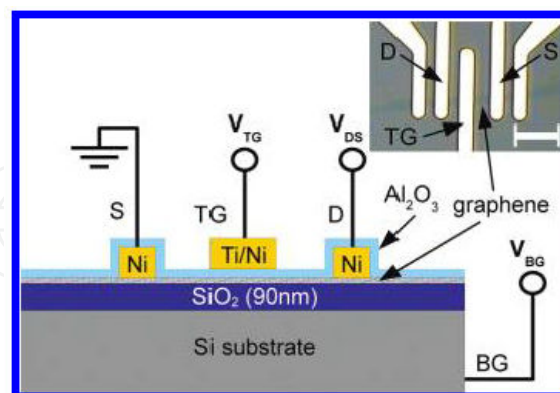 D
S
TG
V_TG
V_DS
S
TG
D
Al₂O₃
graphene
V_BG
Ni
Ti/Ni
Ni
SiO₂ (90nm)
Si substrate
BG